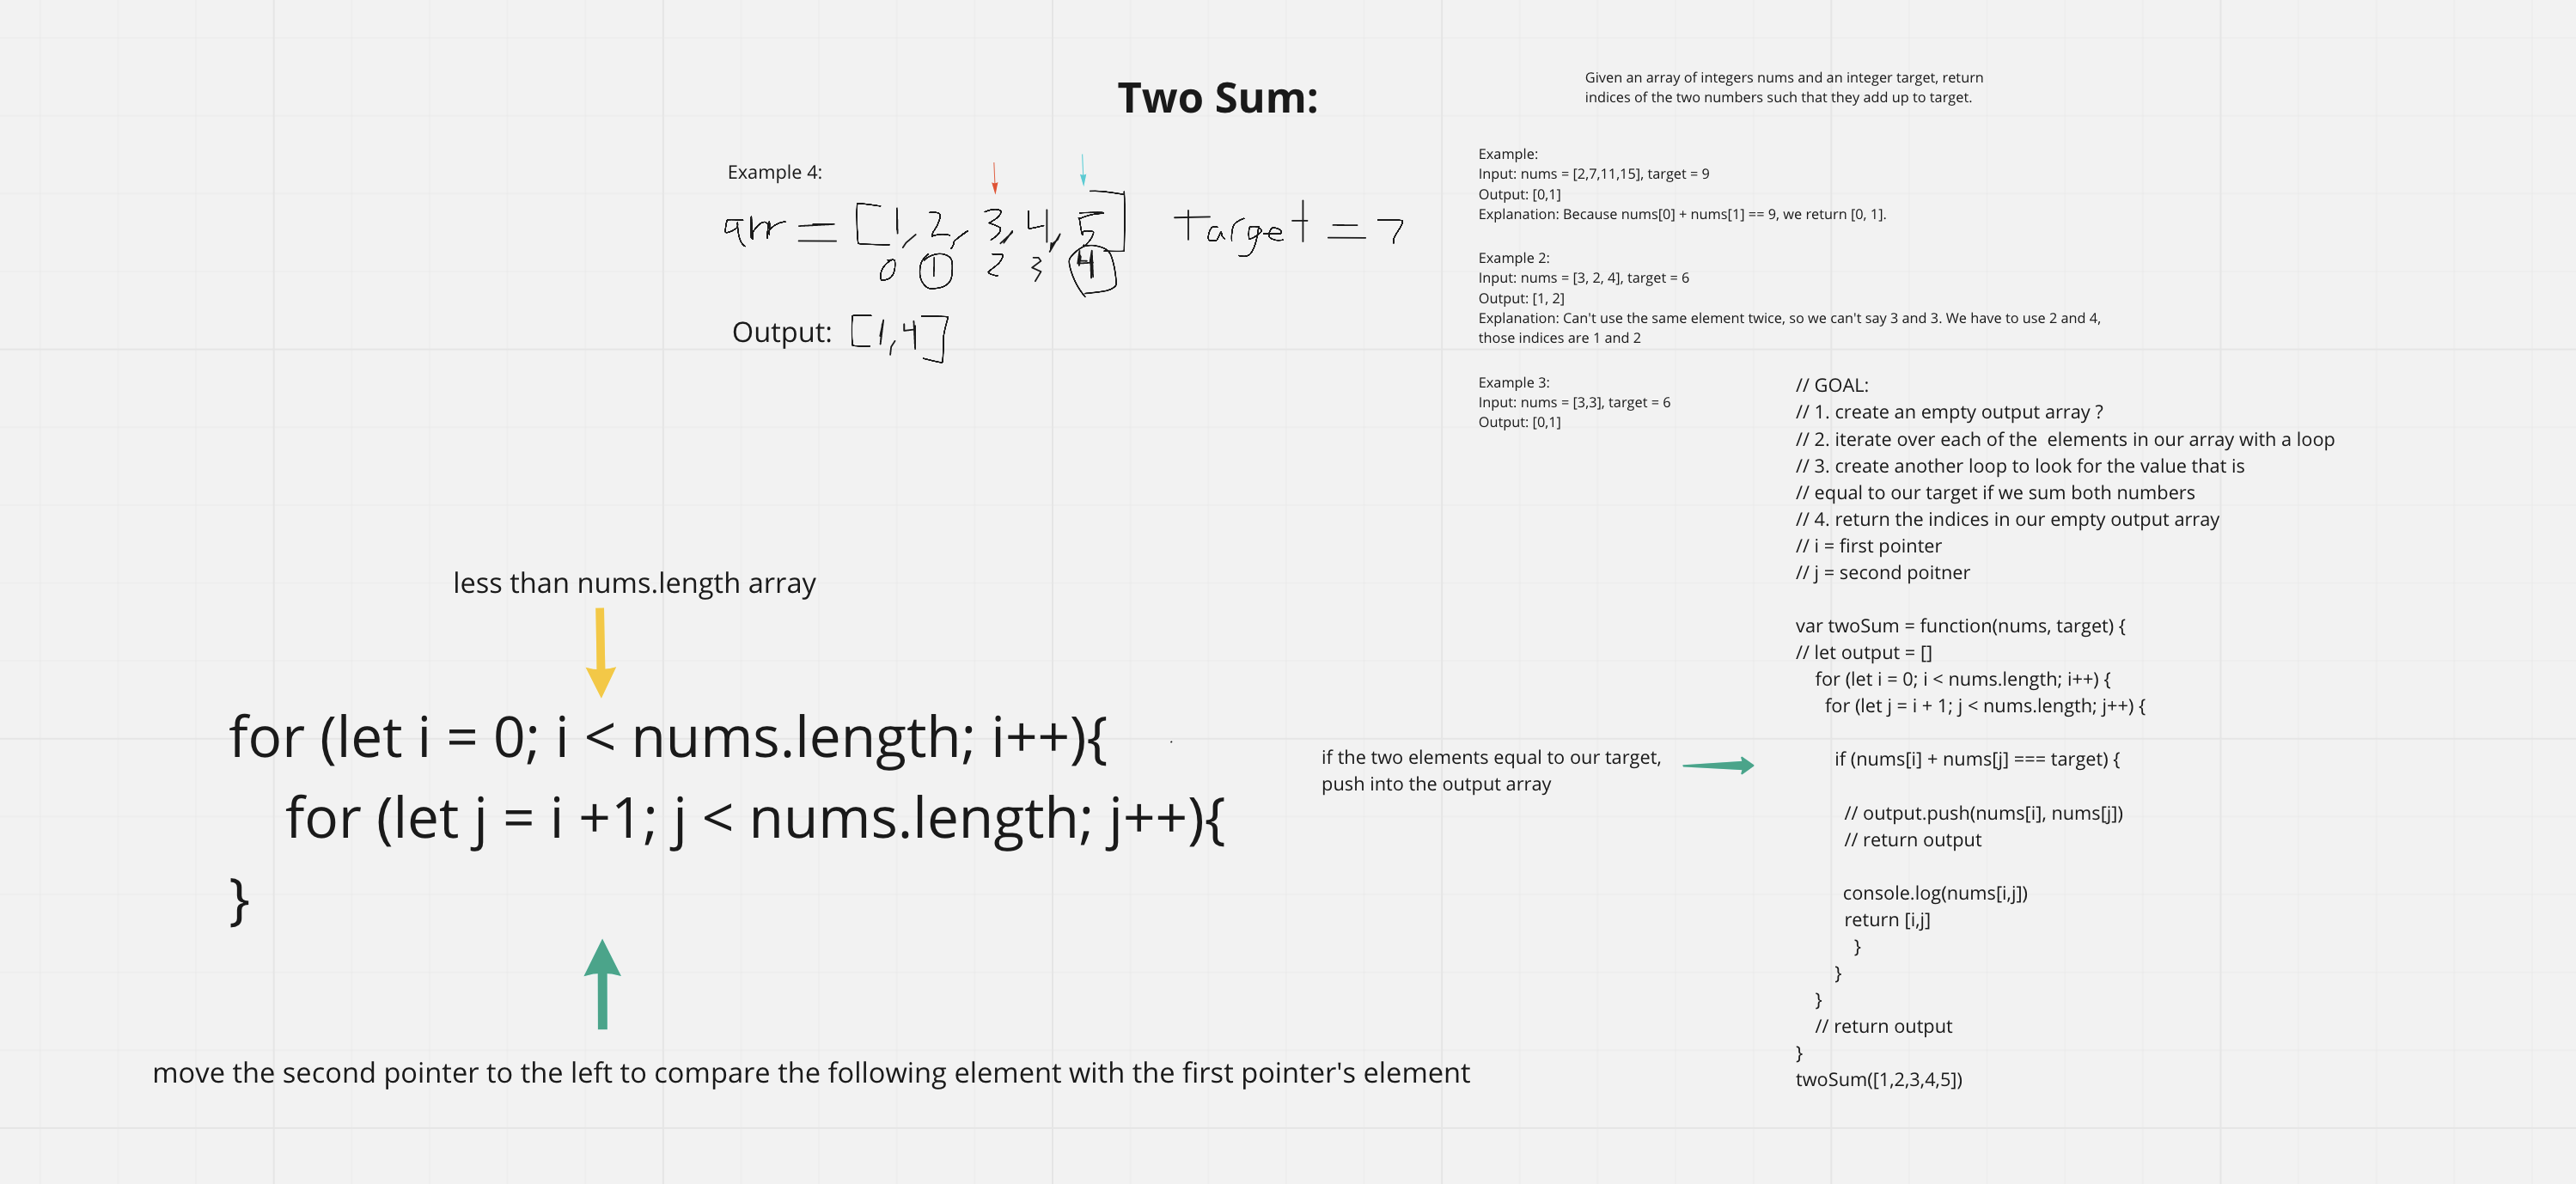 Two Sum:
Given an array of integers nums and an integer target, return
indices of the two numbers such that they add up to target.
Example 4:
arr = [1, 2, 3, 4, 5] target = 7
0 1 2 3 4
Output: [1,4]
Example:
Input: nums = [2,7,11,15], target = 9
Output: [0,1]
Explanation: Because nums[0] + nums[1] == 9, we return [0, 1].
Example 2:
Input: nums = [3, 2, 4], target = 6
Output: [1, 2]
Explanation: Can't use the same element twice, so we can't say 3 and 3. We have to use 2 and 4,
those indices are 1 and 2
Example 3:
Input: nums = [3,3], target = 6
Output: [0,1]
less than nums.length array
for (let i = 0; i < nums.length; i++){
for (let j = i +1; j < nums.length; j++){
}
move the second pointer to the left to compare the following element with the first pointer's element
if the two elements equal to our target,
push into the output array
// GOAL:
// 1. create an empty output array ?
// 2. iterate over each of the  elements in our array with a loop
// 3. create another loop to look for the value that is
// equal to our target if we sum both numbers
// 4. return the indices in our empty output array
// i = first pointer
// j = second poitner
var twoSum = function(nums, target) {
// let output = []
for (let i = 0; i < nums.length; i++) {
for (let j = i + 1; j < nums.length; j++) {
if (nums[i] + nums[j] === target) {
// output.push(nums[i], nums[j])
// return output
console.log(nums[i,j])
return [i,j]
}
}
}
// return output
}
twoSum([1,2,3,4,5])